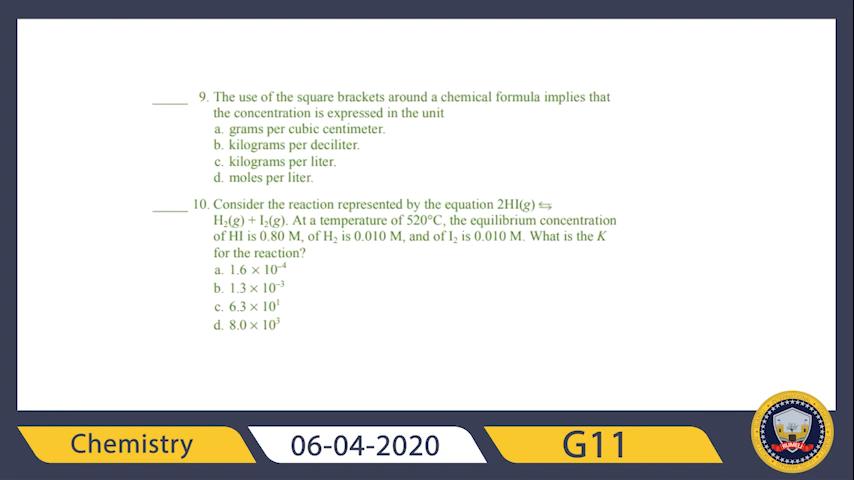 _____ 9. The use of the square brackets around a chemical formula implies that
the concentration is expressed in the unit
a. grams per cubic centimeter.
b. kilograms per deciliter.
c. kilograms per liter.
d. moles per liter.
_____ 10. Consider the reaction represented by the equation 2HI(g) ⇆
H₂(g) + I₂(g). At a temperature of 520°C, the equilibrium concentration
of HI is 0.80 M, of H₂ is 0.010 M, and of I₂ is 0.010 M. What is the K
for the reaction?
a. 1.6 × 10⁻⁴
b. 1.3 × 10⁻³
c. 6.3 × 10¹
d. 8.0 × 10³
Chemistry
06-04-2020
G11